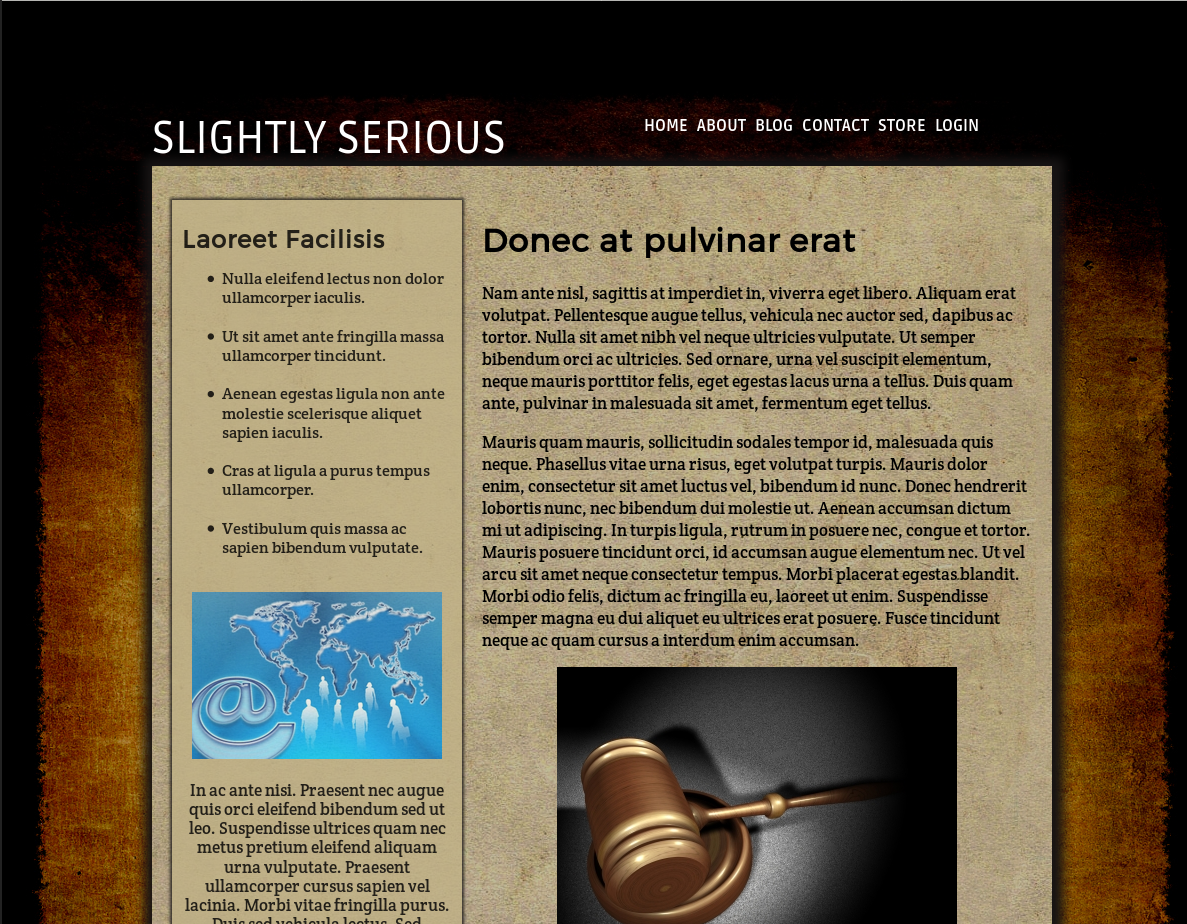 SLIGHTLY SERIOUS
HOME ABOUT BLOG CONTACT STORE LOGIN
Laoreet Facilisis
Nulla eleifend lectus non dolor
ullamcorper iaculis.
Ut sit amet ante fringilla massa
ullamcorper tincidunt.
Aenean egestas ligula non ante
molestie scelerisque aliquet
sapien iaculis.
Cras at ligula a purus tempus
ullamcorper.
Vestibulum quis massa ac
sapien bibendum vulputate.
@
In ac ante nisi. Praesent nec augue
quis orci eleifend bibendum sed ut
leo. Suspendisse ultrices quam nec
metus pretium eleifend aliquam
urna vulputate. Praesent
ullamcorper cursus sapien vel
lacinia. Morbi vitae fringilla purus.
Duis sed vehicula lectus. Sed
Donec at pulvinar erat
Nam ante nisl, sagittis at imperdiet in, viverra eget libero. Aliquam erat
volutpat. Pellentesque augue tellus, vehicula nec auctor sed, dapibus ac
tortor. Nulla sit amet nibh vel neque ultricies vulputate. Ut semper
bibendum orci ac ultricies. Sed ornare, urna vel suscipit elementum,
neque mauris porttitor felis, eget egestas lacus urna a tellus. Duis quam
ante, pulvinar in malesuada sit amet, fermentum eget tellus.
Mauris quam mauris, sollicitudin sodales tempor id, malesuada quis
neque. Phasellus vitae urna risus, eget volutpat turpis. Mauris dolor
enim, consectetur sit amet luctus vel, bibendum id nunc. Donec hendrerit
lobortis nunc, nec bibendum dui molestie ut. Aenean accumsan dictum
mi ut adipiscing. In turpis ligula, rutrum in posuere nec, congue et tortor.
Mauris posuere tincidunt orci, id accumsan augue elementum nec. Ut vel
arcu sit amet neque consectetur tempus. Morbi placerat egestas blandit.
Morbi odio felis, dictum ac fringilla eu, laoreet ut enim. Suspendisse
semper magna eu dui aliquet eu ultrices erat posuere. Fusce tincidunt
neque ac quam cursus a interdum enim accumsan.